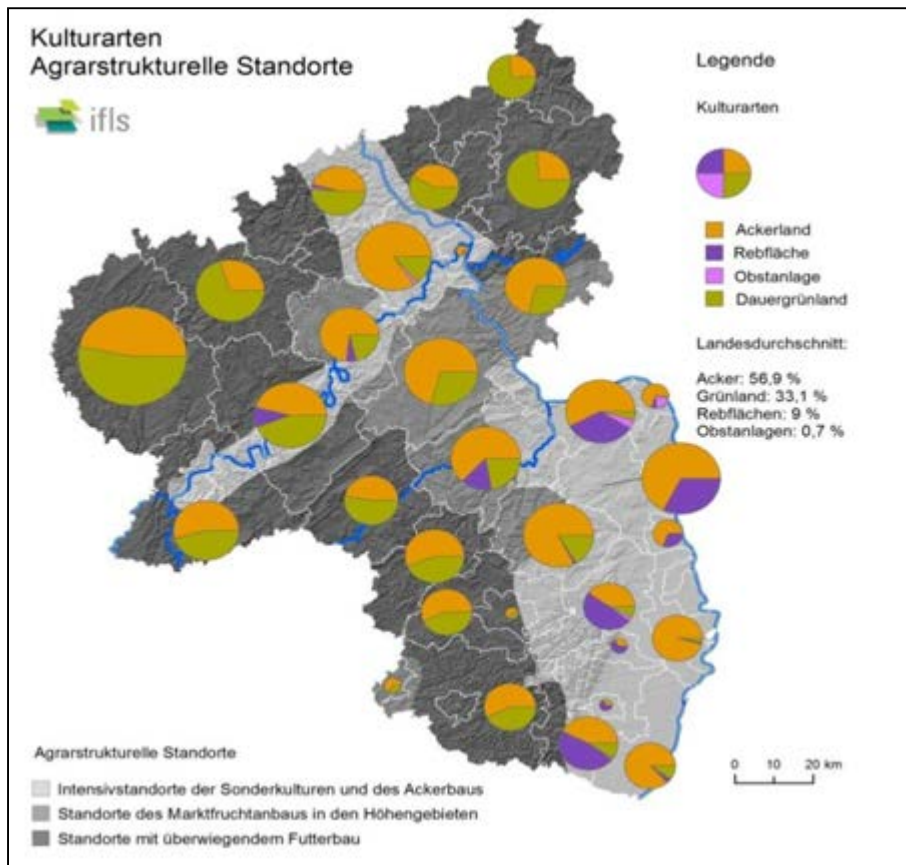 Kulturarten
Agrarstrukturelle Standorte
ifls
Legende
Kulturarten
Ackerland
Rebfläche
Obstanlage
Dauergrünland
Landesdurchschnitt:
Acker: 56,9 %
Grünland: 33,1 %
Rebflächen: 9 %
Obstanlagen: 0,7 %
Agrarstrukturelle Standorte
Intensivstandorte der Sonderkulturen und des Ackerbaus
Standorte des Marktfruchtanbaus in den Höhengebieten
Standorte mit überwiegendem Futterbau
0 10 20 km